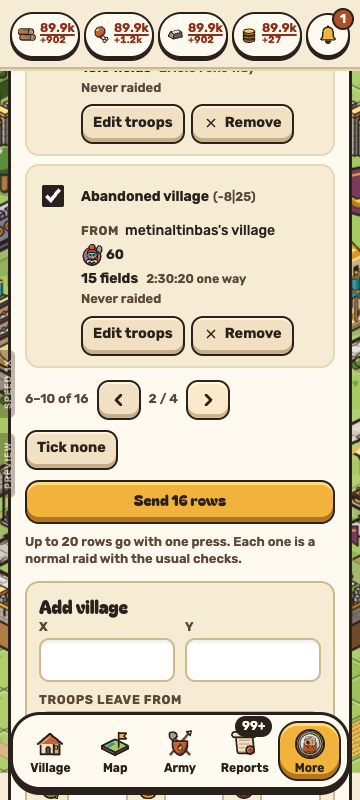 89.9k
+902
89.9k
+1.2k
89.9k
+902
89.9k
+27
1
Never raided
Edit troops
× Remove
Abandoned village (-8|25)
FROM metinaltinbas's village
60
15 fields 2:30:20 one way
Never raided
Edit troops
× Remove
6–10 of 16
2 / 4
Tick none
Send 16 rows
Up to 20 rows go with one press. Each one is a
normal raid with the usual checks.
Add village
X
Y
TROOPS LEAVE FROM
PREVIEW
99+
Village
Map
Army
Reports
More